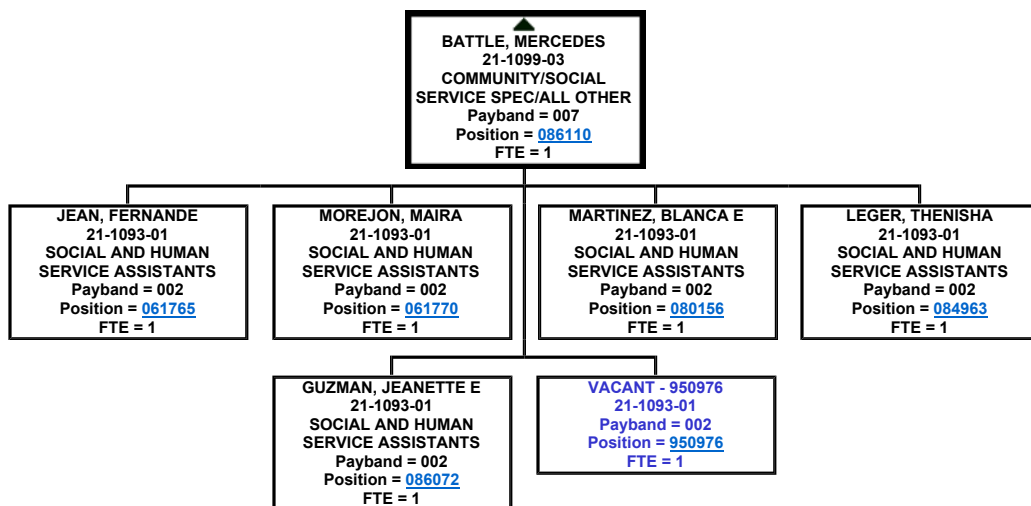 BATTLE, MERCEDES
21-1099-03
COMMUNITY/SOCIAL
SERVICE SPEC/ALL OTHER
Payband = 007
Position = 086110
FTE = 1
JEAN, FERNANDE
21-1093-01
SOCIAL AND HUMAN
SERVICE ASSISTANTS
Payband = 002
Position = 061765
FTE = 1
MOREJON, MAIRA
21-1093-01
SOCIAL AND HUMAN
SERVICE ASSISTANTS
Payband = 002
Position = 061770
FTE = 1
MARTINEZ, BLANCA E
21-1093-01
SOCIAL AND HUMAN
SERVICE ASSISTANTS
Payband = 002
Position = 080156
FTE = 1
LEGER, THENISHA
21-1093-01
SOCIAL AND HUMAN
SERVICE ASSISTANTS
Payband = 002
Position = 084963
FTE = 1
GUZMAN, JEANETTE E
21-1093-01
SOCIAL AND HUMAN
SERVICE ASSISTANTS
Payband = 002
Position = 086072
FTE = 1
VACANT - 950976
21-1093-01
Payband = 002
Position = 950976
FTE = 1